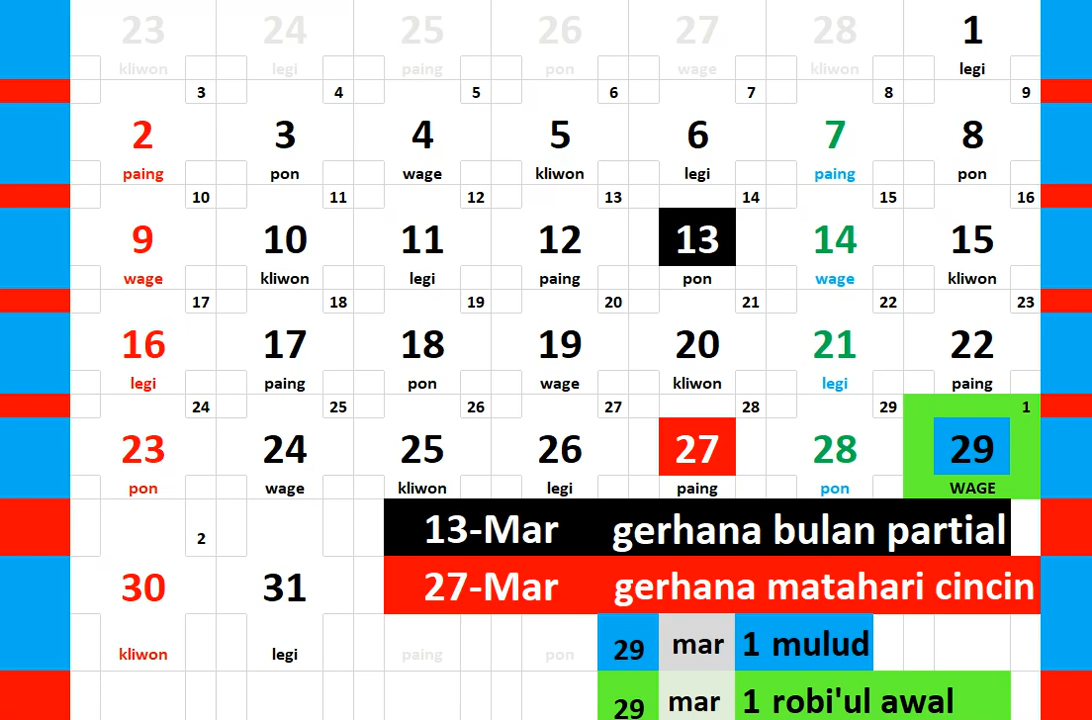 23 24 25 26 27 28 1
kliwon legi paing pon wage kliwon legi
3 4 5 6 7 8 9
2 3 4 5 6 7 8
paing pon wage kliwon legi paing pon
10 11 12 13 14 15 16
9 10 11 12 13 14 15
wage kliwon legi paing pon wage kliwon
17 18 19 20 21 22 23
16 17 18 19 20 21 22
legi paing pon wage kliwon legi paing
24 25 26 27 28 29 1
23 24 25 26 27 28 29
pon wage kliwon legi paing pon WAGE
13-Mar gerhana bulan partial
2
30 31 27-Mar gerhana matahari cincin
29 mar 1 mulud
kliwon legi paing pon
29 mar 1 robi'ul awal